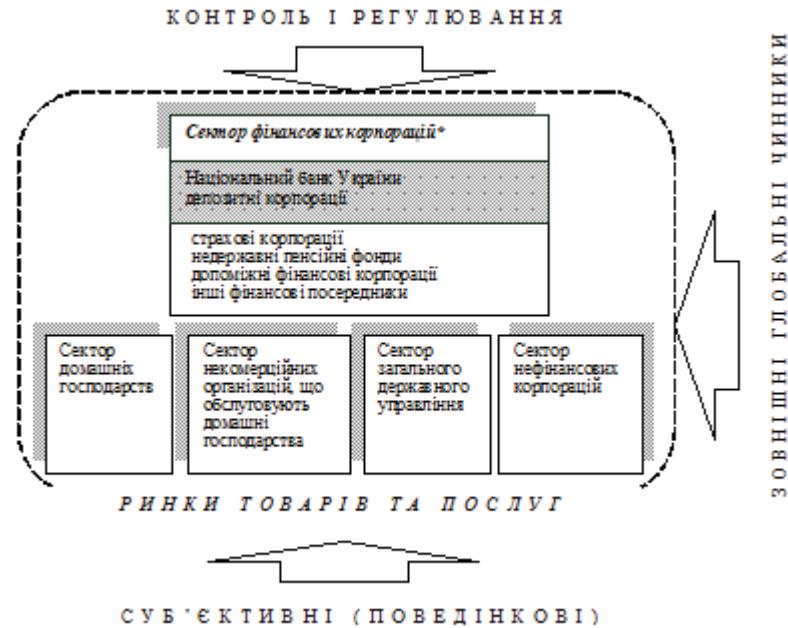 КОНТРОЛЬ І РЕГУЛЮВАННЯ
Сектор фінансових корпорацій*
Національний банк України
депозитні корпорації
страхові корпорації
недержавні пенсійні фонди
допоміжні фінансові корпорації
інші фінансові посередники
Сектор
домашніх
господарств
Сектор
некомерційних
організацій, що
обслуговують
домашні
господарства
Сектор
загального
державного
управління
Сектор
нефінансових
корпорацій
РИНКИ ТОВАРІВ ТА ПОСЛУГ
СУБ'ЄКТИВНІ (ПОВЕДІНКОВІ)
ЗОВНІШНІ ГЛОБАЛЬНІ ЧИННИКИ